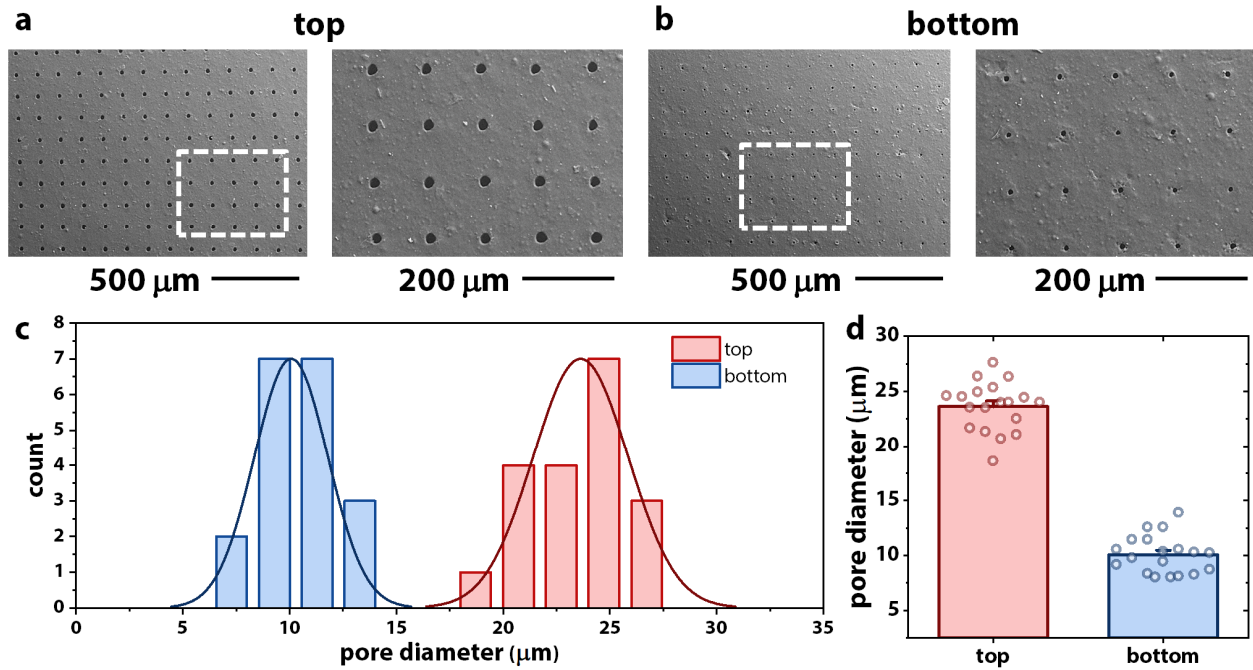 a
top
b
bottom
500 μm
200 μm
500 μm
200 μm
c
8
7
6
5
4
3
2
1
0
count
0
5
10
15
20
25
30
35
pore diameter (μm)
top
bottom
d
30
25
20
15
10
5
pore diameter (μm)
top
bottom